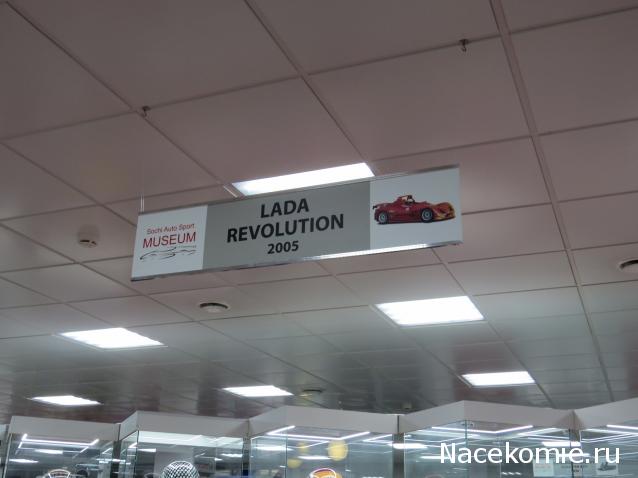 Sochi Auto Sport
MUSEUM
LADA
REVOLUTION
2005
Nacekomie.ru